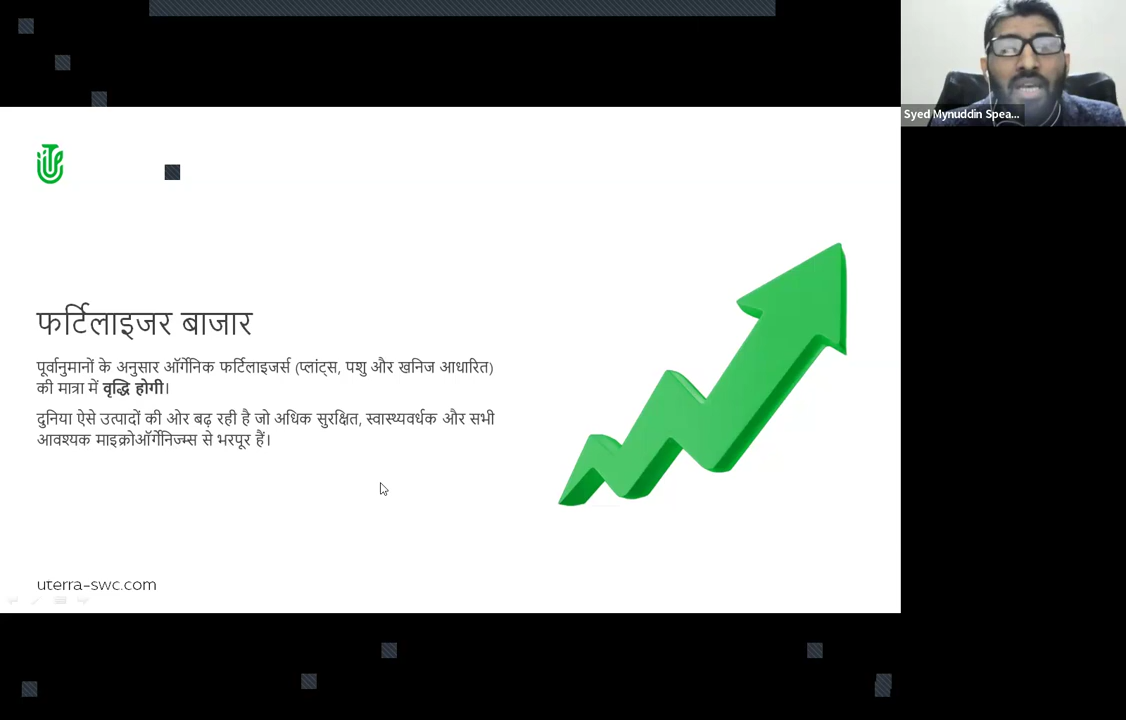 Syed Mynuddin Spea...
फर्टिलाइजर बाजार
पूर्वानुमानों के अनुसार ऑर्गेनिक फर्टिलाइजर्स (प्लांट्स, पशु और खनिज आधारित)
की मात्रा में वृद्धि होगी।
दुनिया ऐसे उत्पादों की ओर बढ़ रही है जो अधिक सुरक्षित, स्वास्थ्यवर्धक और सभी
आवश्यक माइक्रोऑर्गेनिज्म्स से भरपूर हैं।
uterra-swc.com